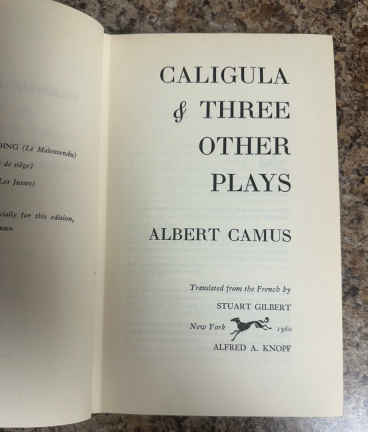 DING (Le Malentendu)
de siège)
Les Justes)
cially for this edition,
CALIGULA
& THREE
OTHER
PLAYS
ALBERT CAMUS
Translated from the French by
STUART GILBERT
New York 1960
ALFRED A. KNOPF